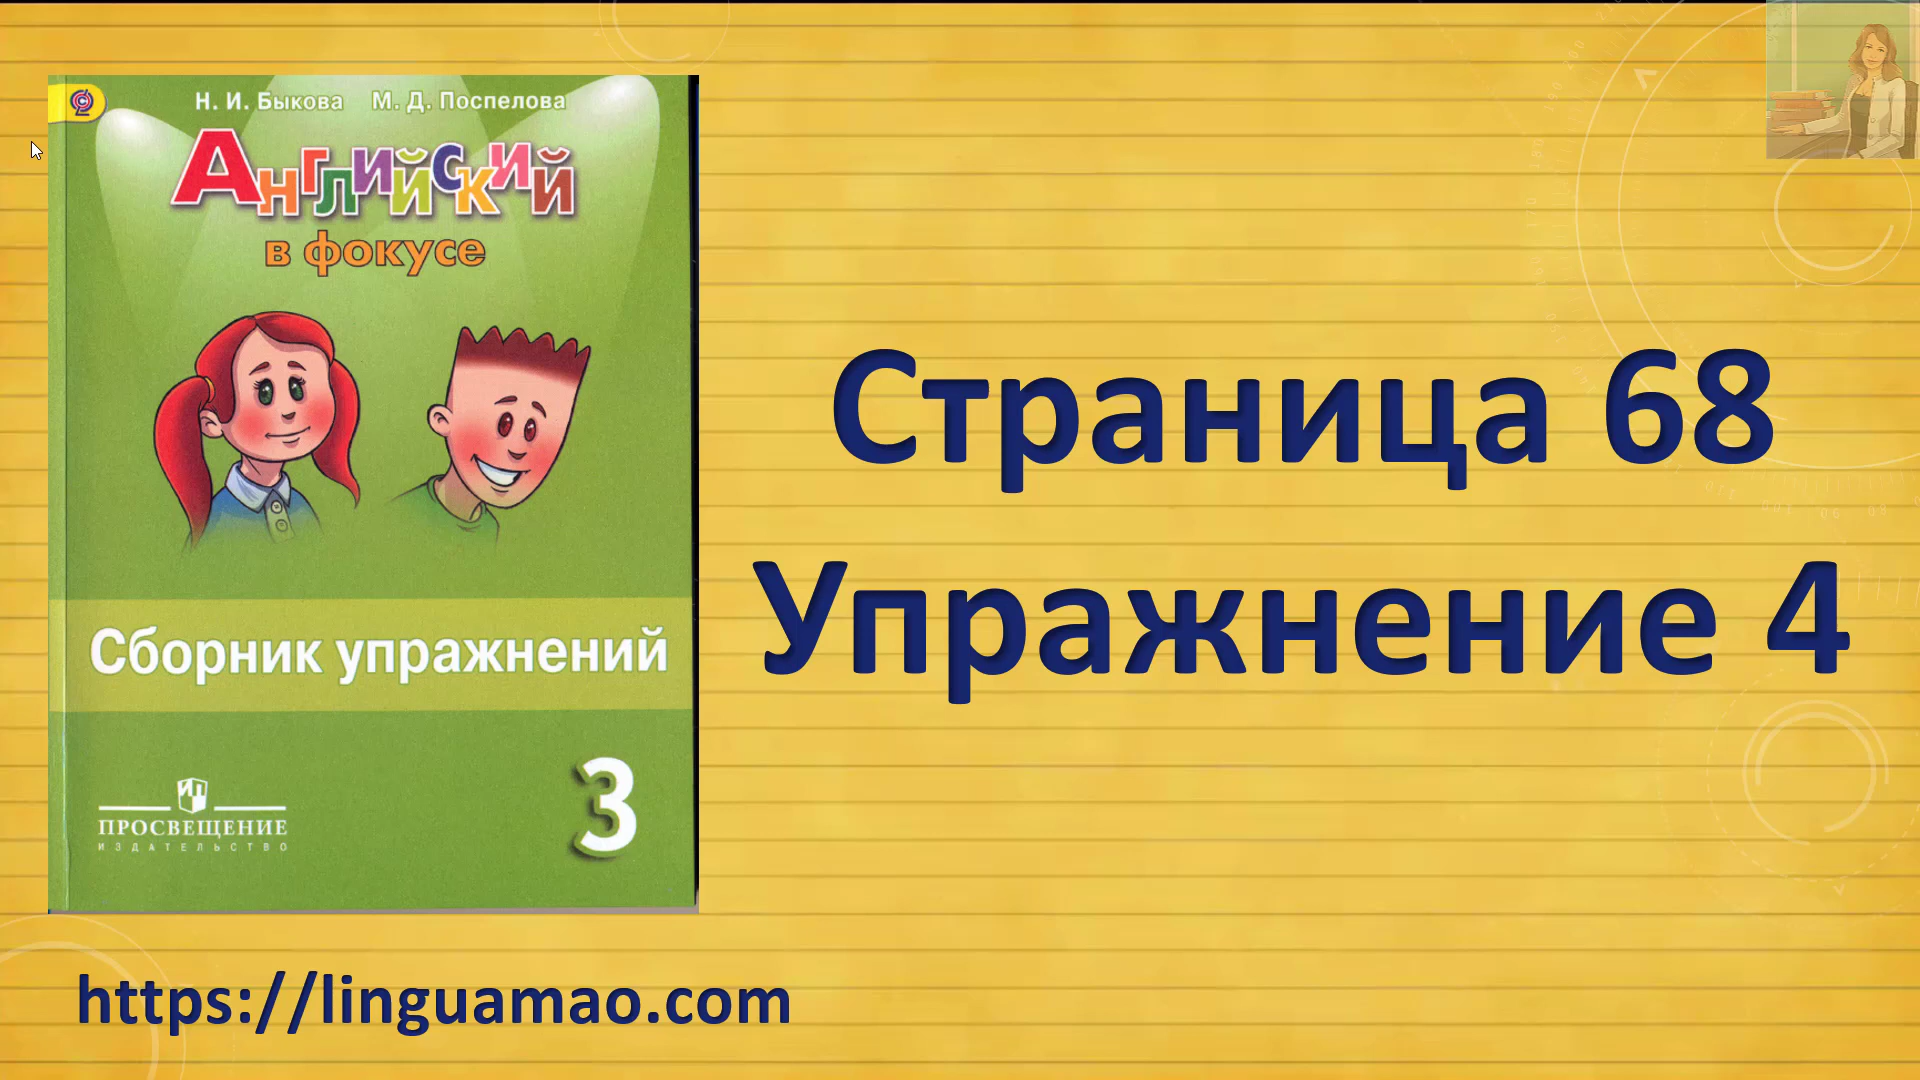 Н. И. Быкова М. Д. Поспелова
Английский
в фокусе
Сборник упражнений
3
ПРОСВЕЩЕНИЕ
ИЗДАТЕЛЬСТВО
Страница 68
Упражнение 4
https://linguamao.com